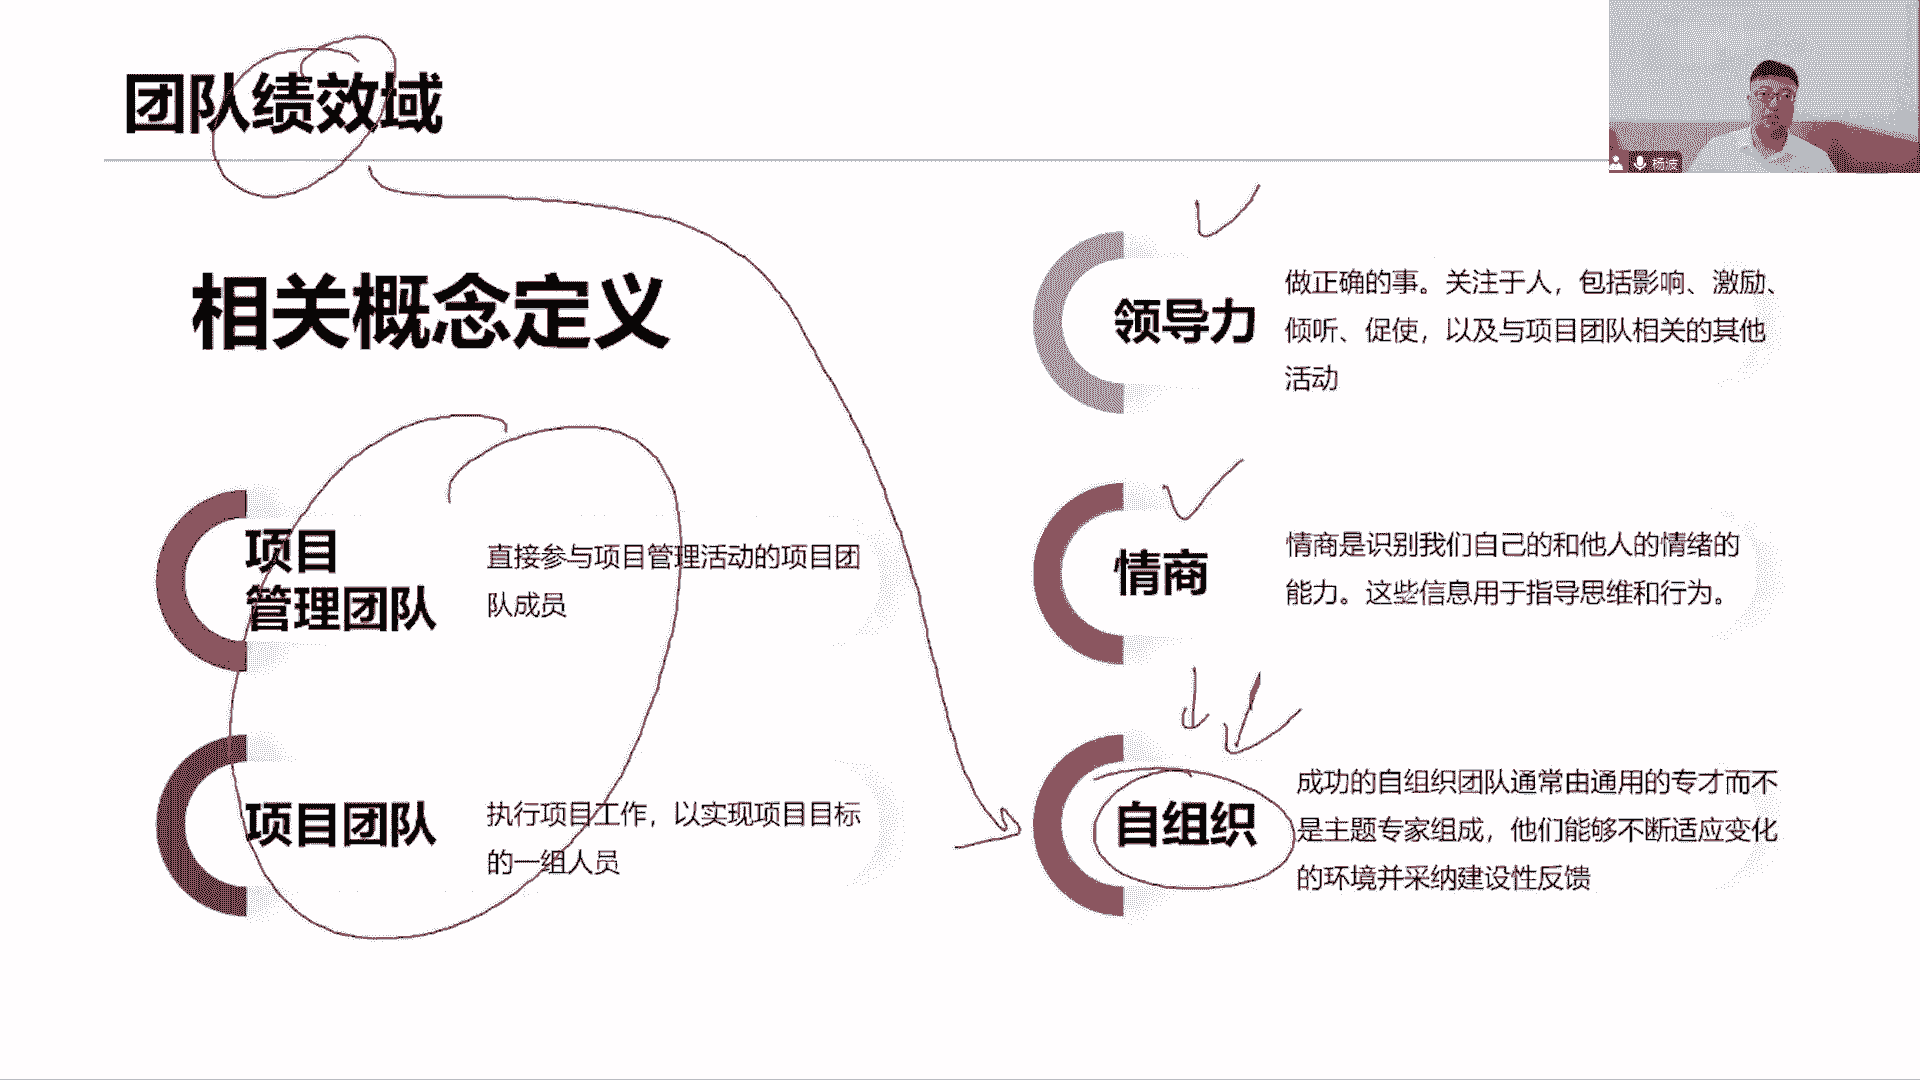 团队绩效域
杨波
相关概念定义
项目
管理团队
直接参与项目管理活动的项目团
队成员
项目团队
执行项目工作，以实现项目目标
的一组人员
领导力
做正确的事。关注于人，包括影响、激励、
倾听、促使，以及与项目团队相关的其他
活动
情商
情商是识别我们自己的和他人的情绪的
能力。这些信息用于指导思维和行为。
自组织
成功的自组织团队通常由通用的专才而不
是主题专家组成，他们能够不断适应变化
的环境并采纳建设性反馈